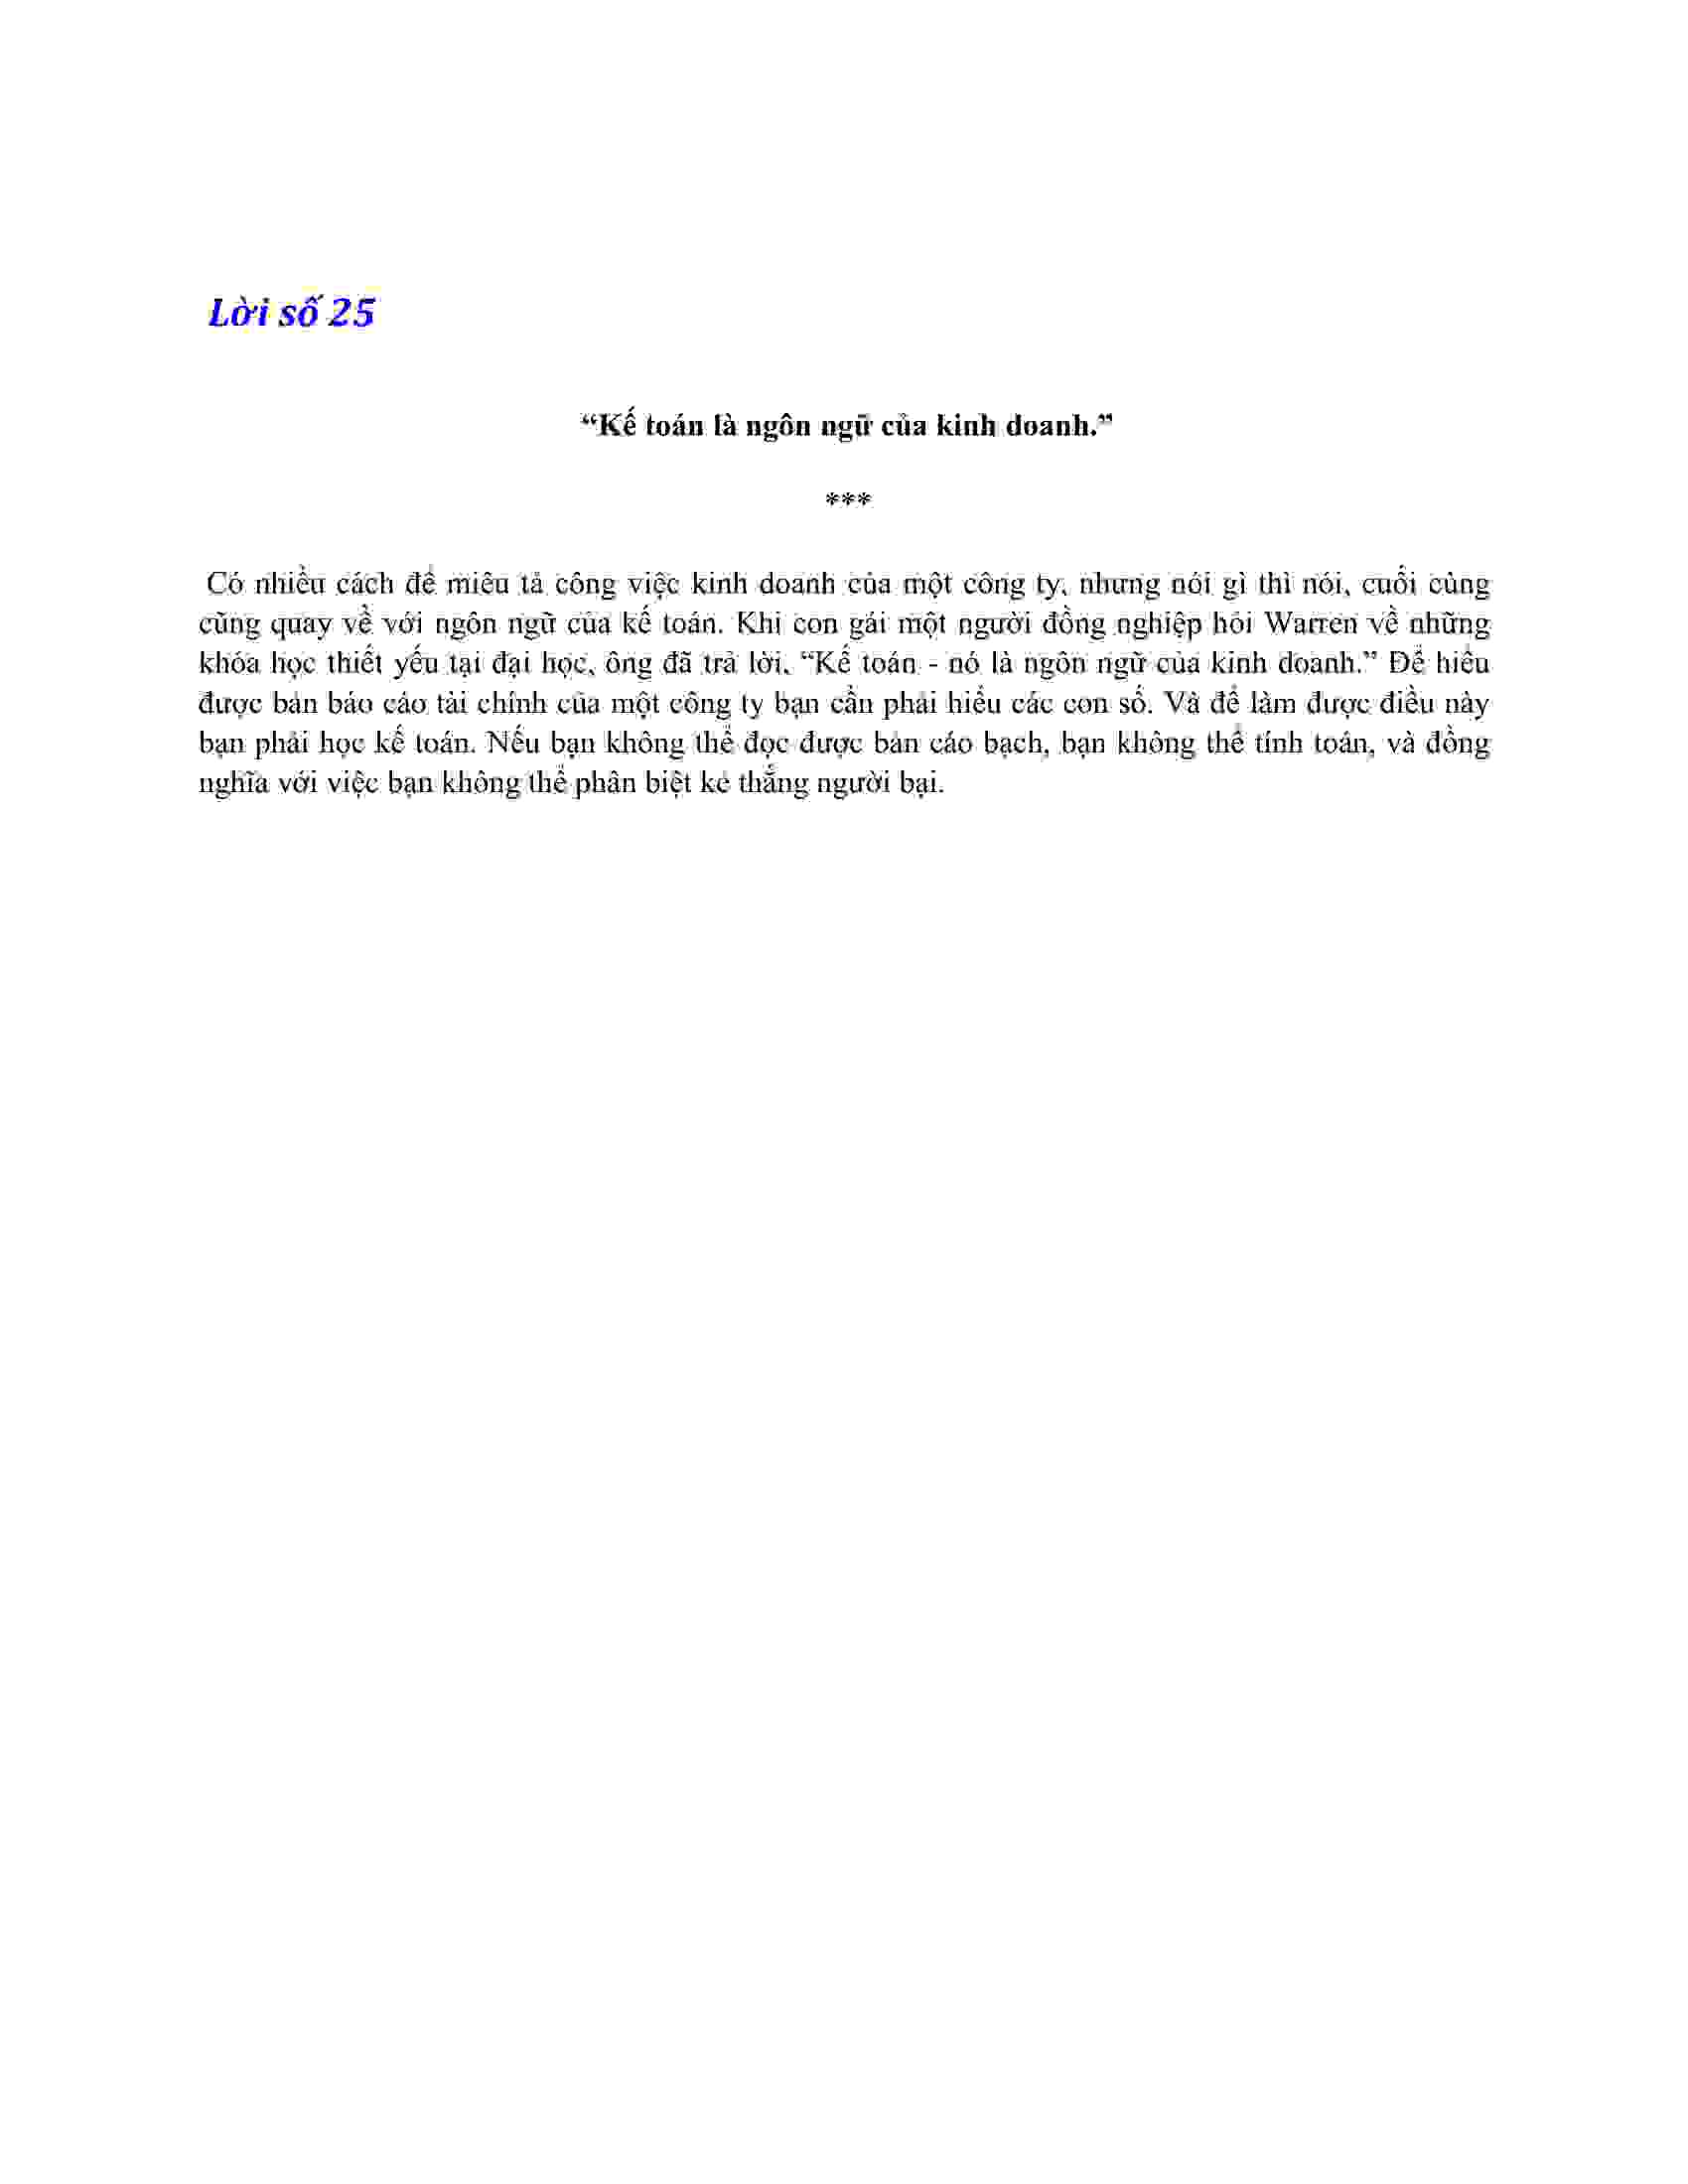 Lời số 25
“Kế toán là ngôn ngữ của kinh doanh.”
***
Có nhiều cách để miêu tả công việc kinh doanh của một công ty, nhưng nói gì thì nói, cuối cùng
cũng quay về với ngôn ngữ của kế toán. Khi con gái một người đồng nghiệp hỏi Warren về những
khóa học thiết yếu tại đại học, ông đã trả lời, “Kế toán - nó là ngôn ngữ của kinh doanh.” Để hiểu
được bản báo cáo tài chính của một công ty bạn cần phải hiểu các con số. Và để làm được điều này
bạn phải học kế toán. Nếu bạn không thể đọc được bản cáo bạch, bạn không thể tính toán, và đồng
nghĩa với việc bạn không thể phân biệt kẻ thắng người bại.